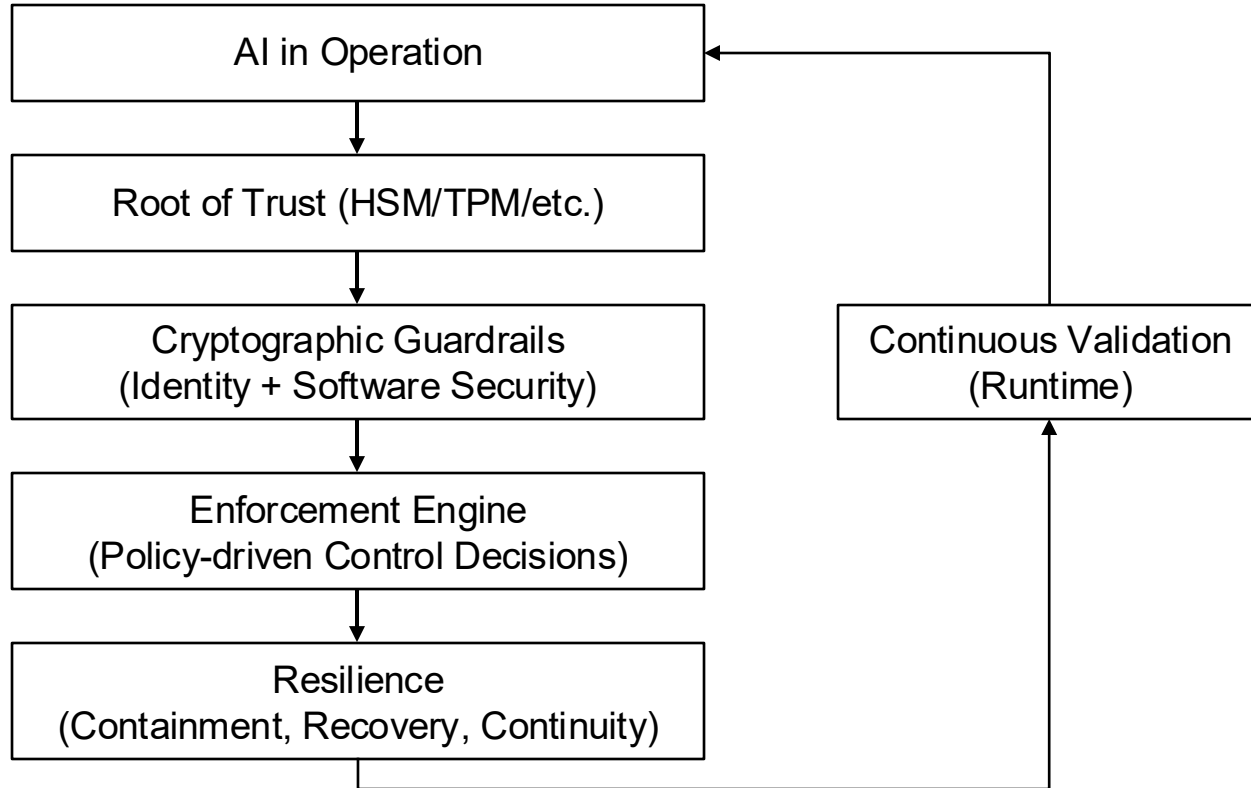 AI in Operation
Root of Trust (HSM/TPM/etc.)
Cryptographic Guardrails
(Identity + Software Security)
Enforcement Engine
(Policy-driven Control Decisions)
Resilience
(Containment, Recovery, Continuity)
Continuous Validation
(Runtime)